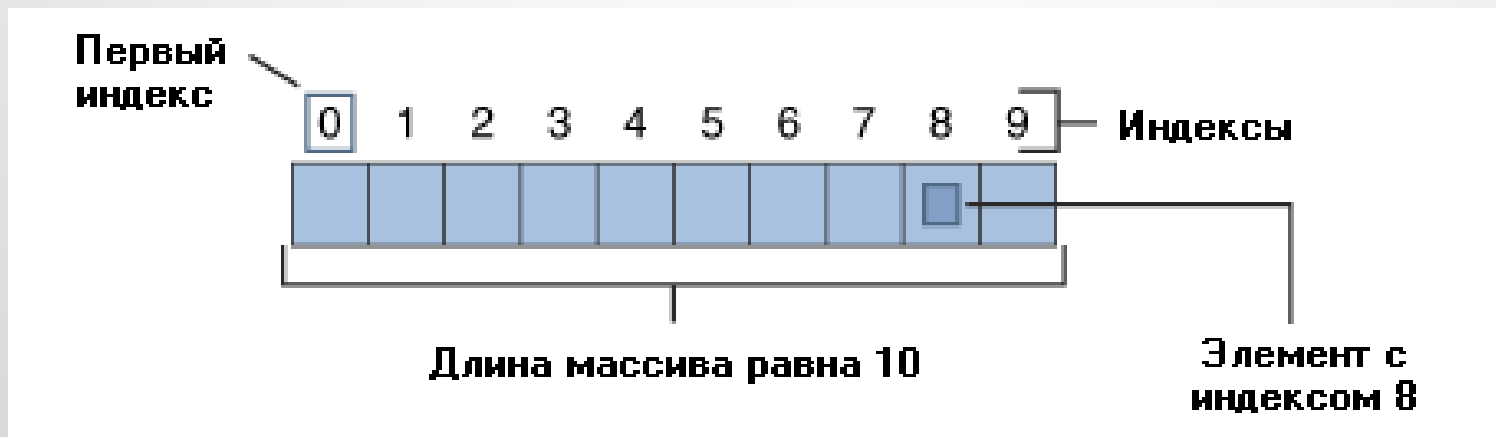 Первый
индекс
0 1 2 3 4 5 6 7 8 9
Индексы
Длина массива равна 10
Элемент с
индексом 8